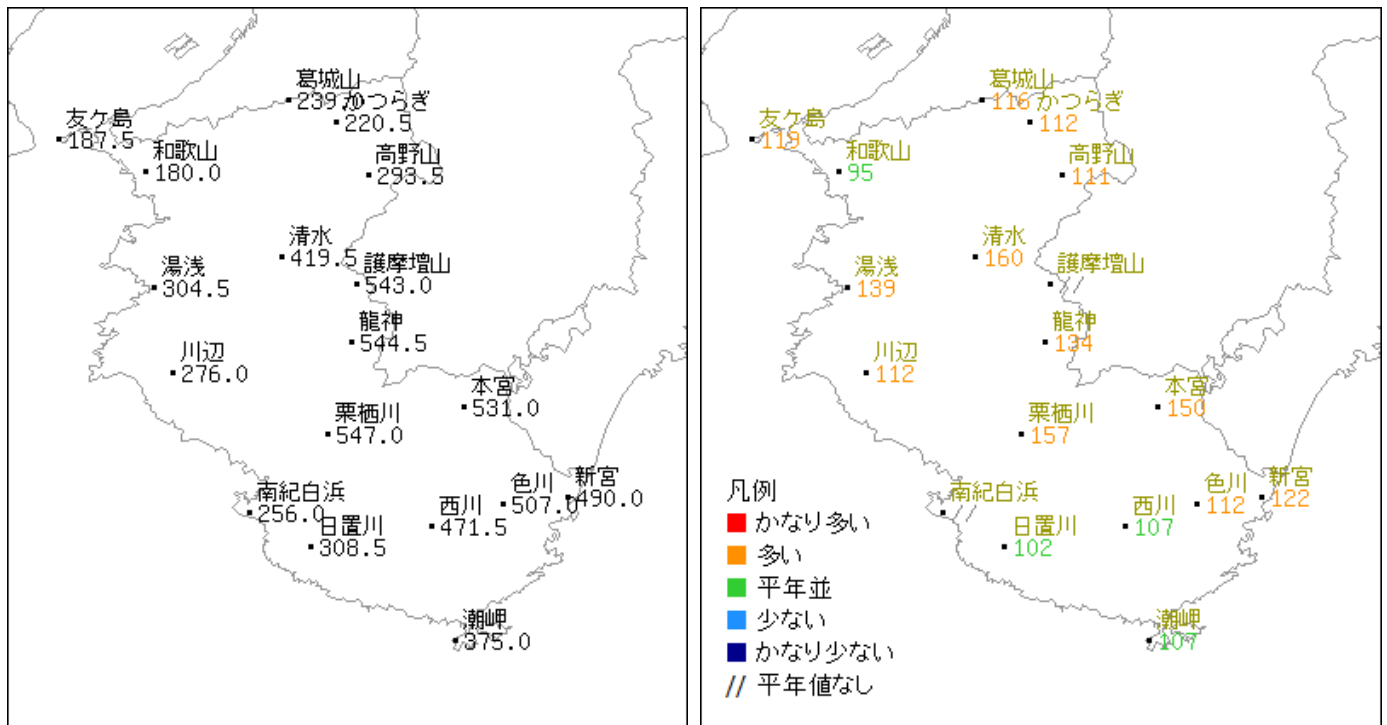 葛城山
239.0
かつらぎ
220.5
友ケ島
187.5
和歌山
180.0
高野山
293.5
清水
419.5
護摩壇山
543.0
湯浅
304.5
龍神
544.5
川辺
276.0
本宮
531.0
栗栖川
547.0
南紀白浜
256.0
日置川
308.5
西川
471.5
色川
507.0
新宮
490.0
潮岬
375.0
葛城山
116
かつらぎ
112
友ケ島
119
和歌山
95
高野山
111
清水
160
護摩壇山
//
湯浅
139
龍神
134
川辺
112
本宮
150
栗栖川
157
南紀白浜
//
日置川
102
西川
107
色川
112
新宮
122
潮岬
107
凡例
かなり多い
多い
平年並
少ない
かなり少ない
// 平年値なし